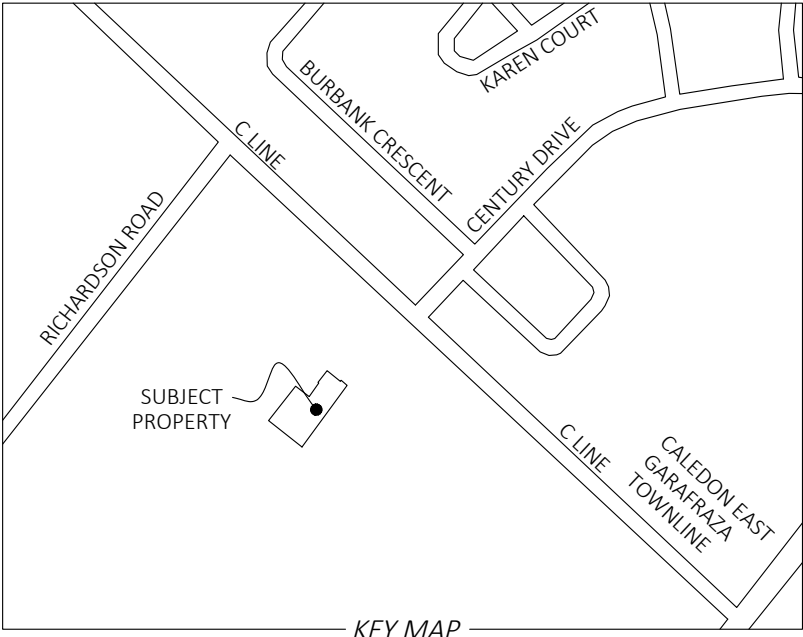 KAREN COURT
BURBANK CRESCENT
C LINE
CENTURY DRIVE
RICHARDSON ROAD
SUBJECT
PROPERTY
C LINE
CALEDON EAST
GARAFRAZA
TOWNLINE
KEY MAP